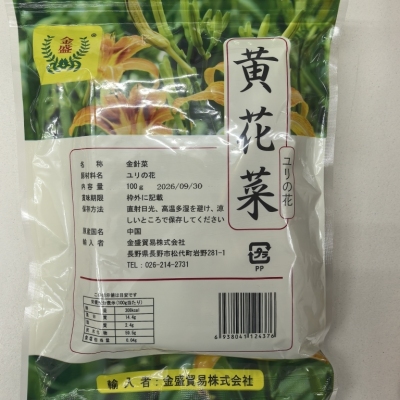 金盛
黄花菜
ユリの花
名 称 金針菜
原材料名 ユリの花
内容量 100g 2026/09/30
賞味期限 枠外に記載
保存方法 直射日光、高温多湿を避け、涼
しいところで保存してください
原産国名 中国
輸入者 金盛貿易株式会社
長野県長野市松代町岩野281-1
TEL:026-214-2731
プラ
PP
6958041124376
輸入者:金盛貿易株式会社